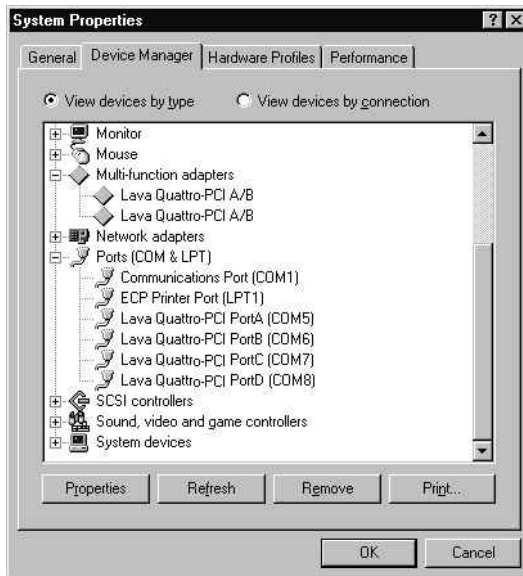 System Properties
General Device Manager Hardware Profiles Performance
View devices by type View devices by connection
Monitor
Mouse
Multi-function adapters
Lava Quattro-PCI A/B
Lava Quattro-PCI A/B
Network adapters
Ports (COM & LPT)
Communications Port (COM1)
ECP Printer Port (LPT1)
Lava Quattro-PCI PortA (COM5)
Lava Quattro-PCI PortB (COM6)
Lava Quattro-PCI PortC (COM7)
Lava Quattro-PCI PortD (COM8)
SCSI controllers
Sound, video and game controllers
System devices
Properties Refresh Remove Print...
OK Cancel